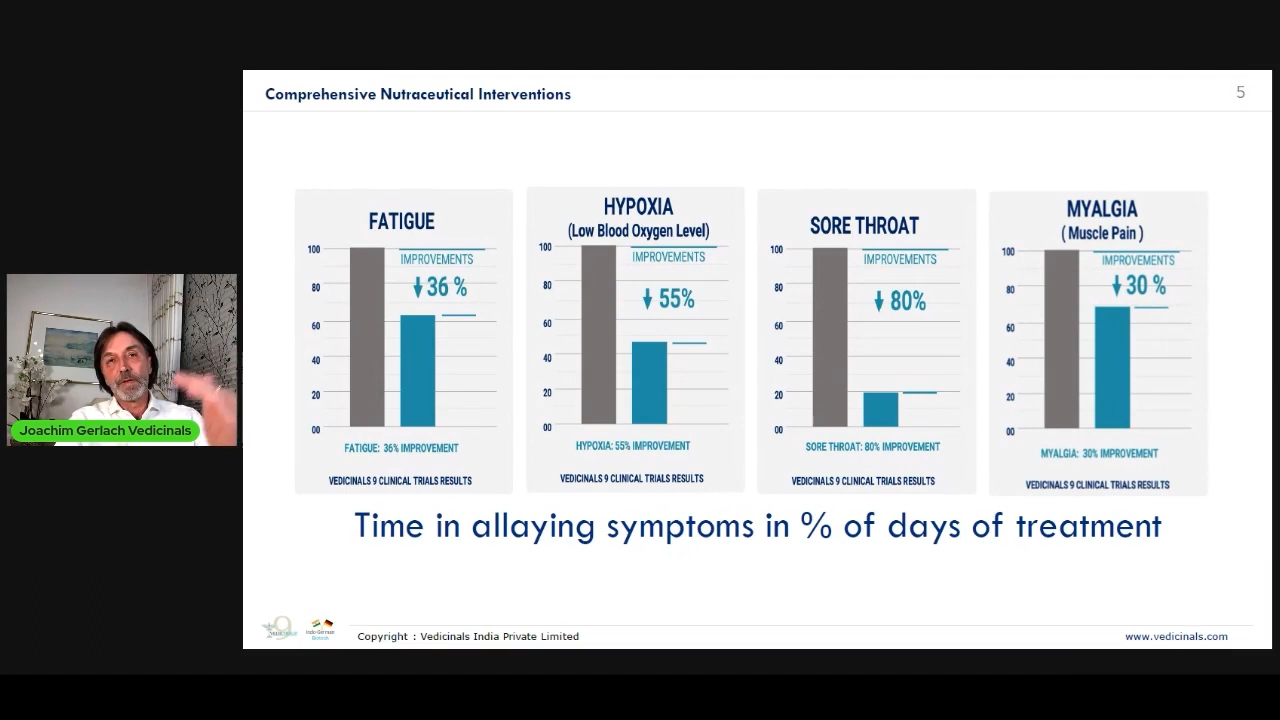 Comprehensive Nutraceutical Interventions
5
FATIGUE
100
80
60
40
20
00
IMPROVEMENTS
36 %
FATIGUE: 36% IMPROVEMENT
VEDICINALS 9 CLINICAL TRIALS RESULTS
HYPOXIA
(Low Blood Oxygen Level)
100
80
60
40
20
00
IMPROVEMENTS
55%
HYPOXIA: 55% IMPROVEMENT
VEDICINALS 9 CLINICAL TRIALS RESULTS
SORE THROAT
100
80
60
40
20
00
IMPROVEMENTS
80%
SORE THROAT: 80% IMPROVEMENT
VEDICINALS 9 CLINICAL TRIALS RESULTS
MYALGIA
( Muscle Pain )
100
80
60
40
20
00
IMPROVEMENTS
30 %
MYALGIA: 30% IMPROVEMENT
VEDICINALS 9 CLINICAL TRIALS RESULTS
Time in allaying symptoms in % of days of treatment
Joachim Gerlach Vedicinals
9
Indo-German
Copyright : Vedicinals India Private Limited
www.vedicinals.com